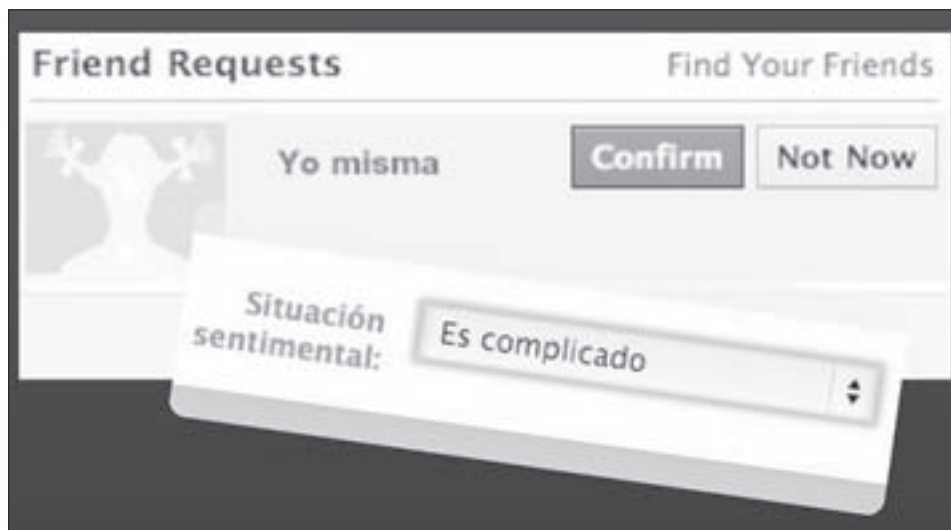 Friend Requests Find Your Friends
Yo misma Confirm Not Now
Situación
sentimental:
Es complicado